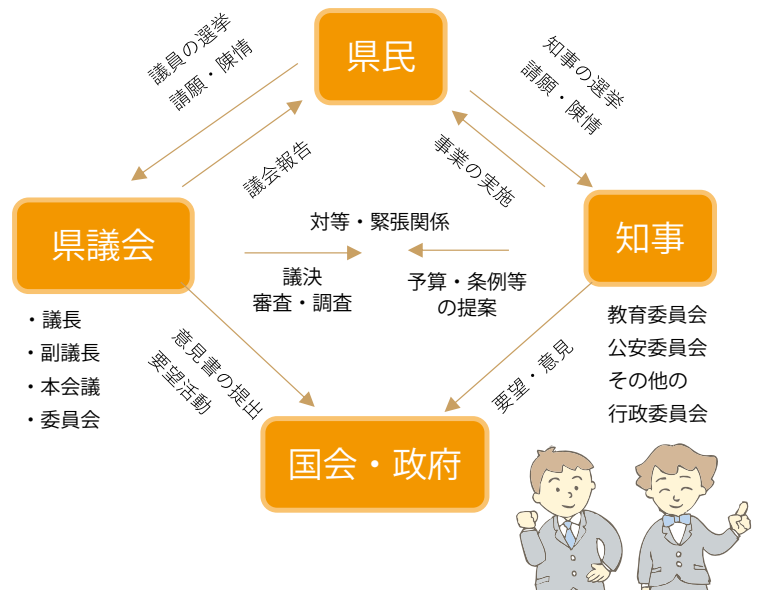 県民
議員の選挙
請願・陳情
知事の選挙
請願・陳情
議会報告
事業の実施
県議会
対等・緊張関係
知事
議決
審査・調査
予算・条例等
の提案
・議長
・副議長
・本会議
・委員会
意見書の提出
要望活動
要望・意見
教育委員会
公安委員会
その他の
行政委員会
国会・政府